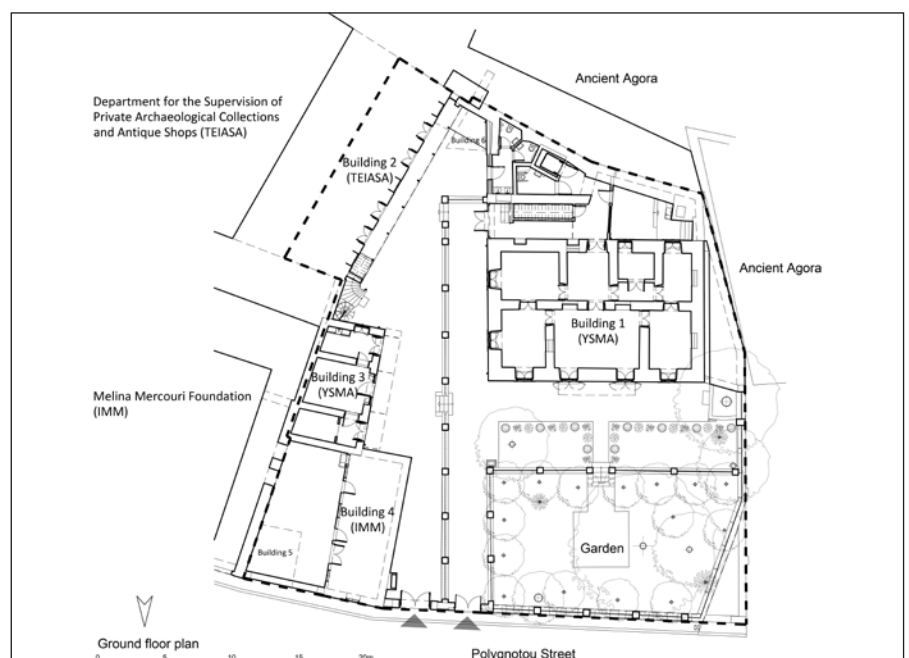 Ancient Agora
Department for the Supervision of
Private Archaeological Collections
and Antique Shops (TEIASA)
Building 6
Building 2
(TEIASA)
Ancient Agora
Building 1
(YSMA)
Building 3
(YSMA)
Melina Mercouri Foundation
(IMM)
Building 4
(IMM)
Building 5
Garden
Ground floor plan
0 5 10 15 20m
Polygnotou Street